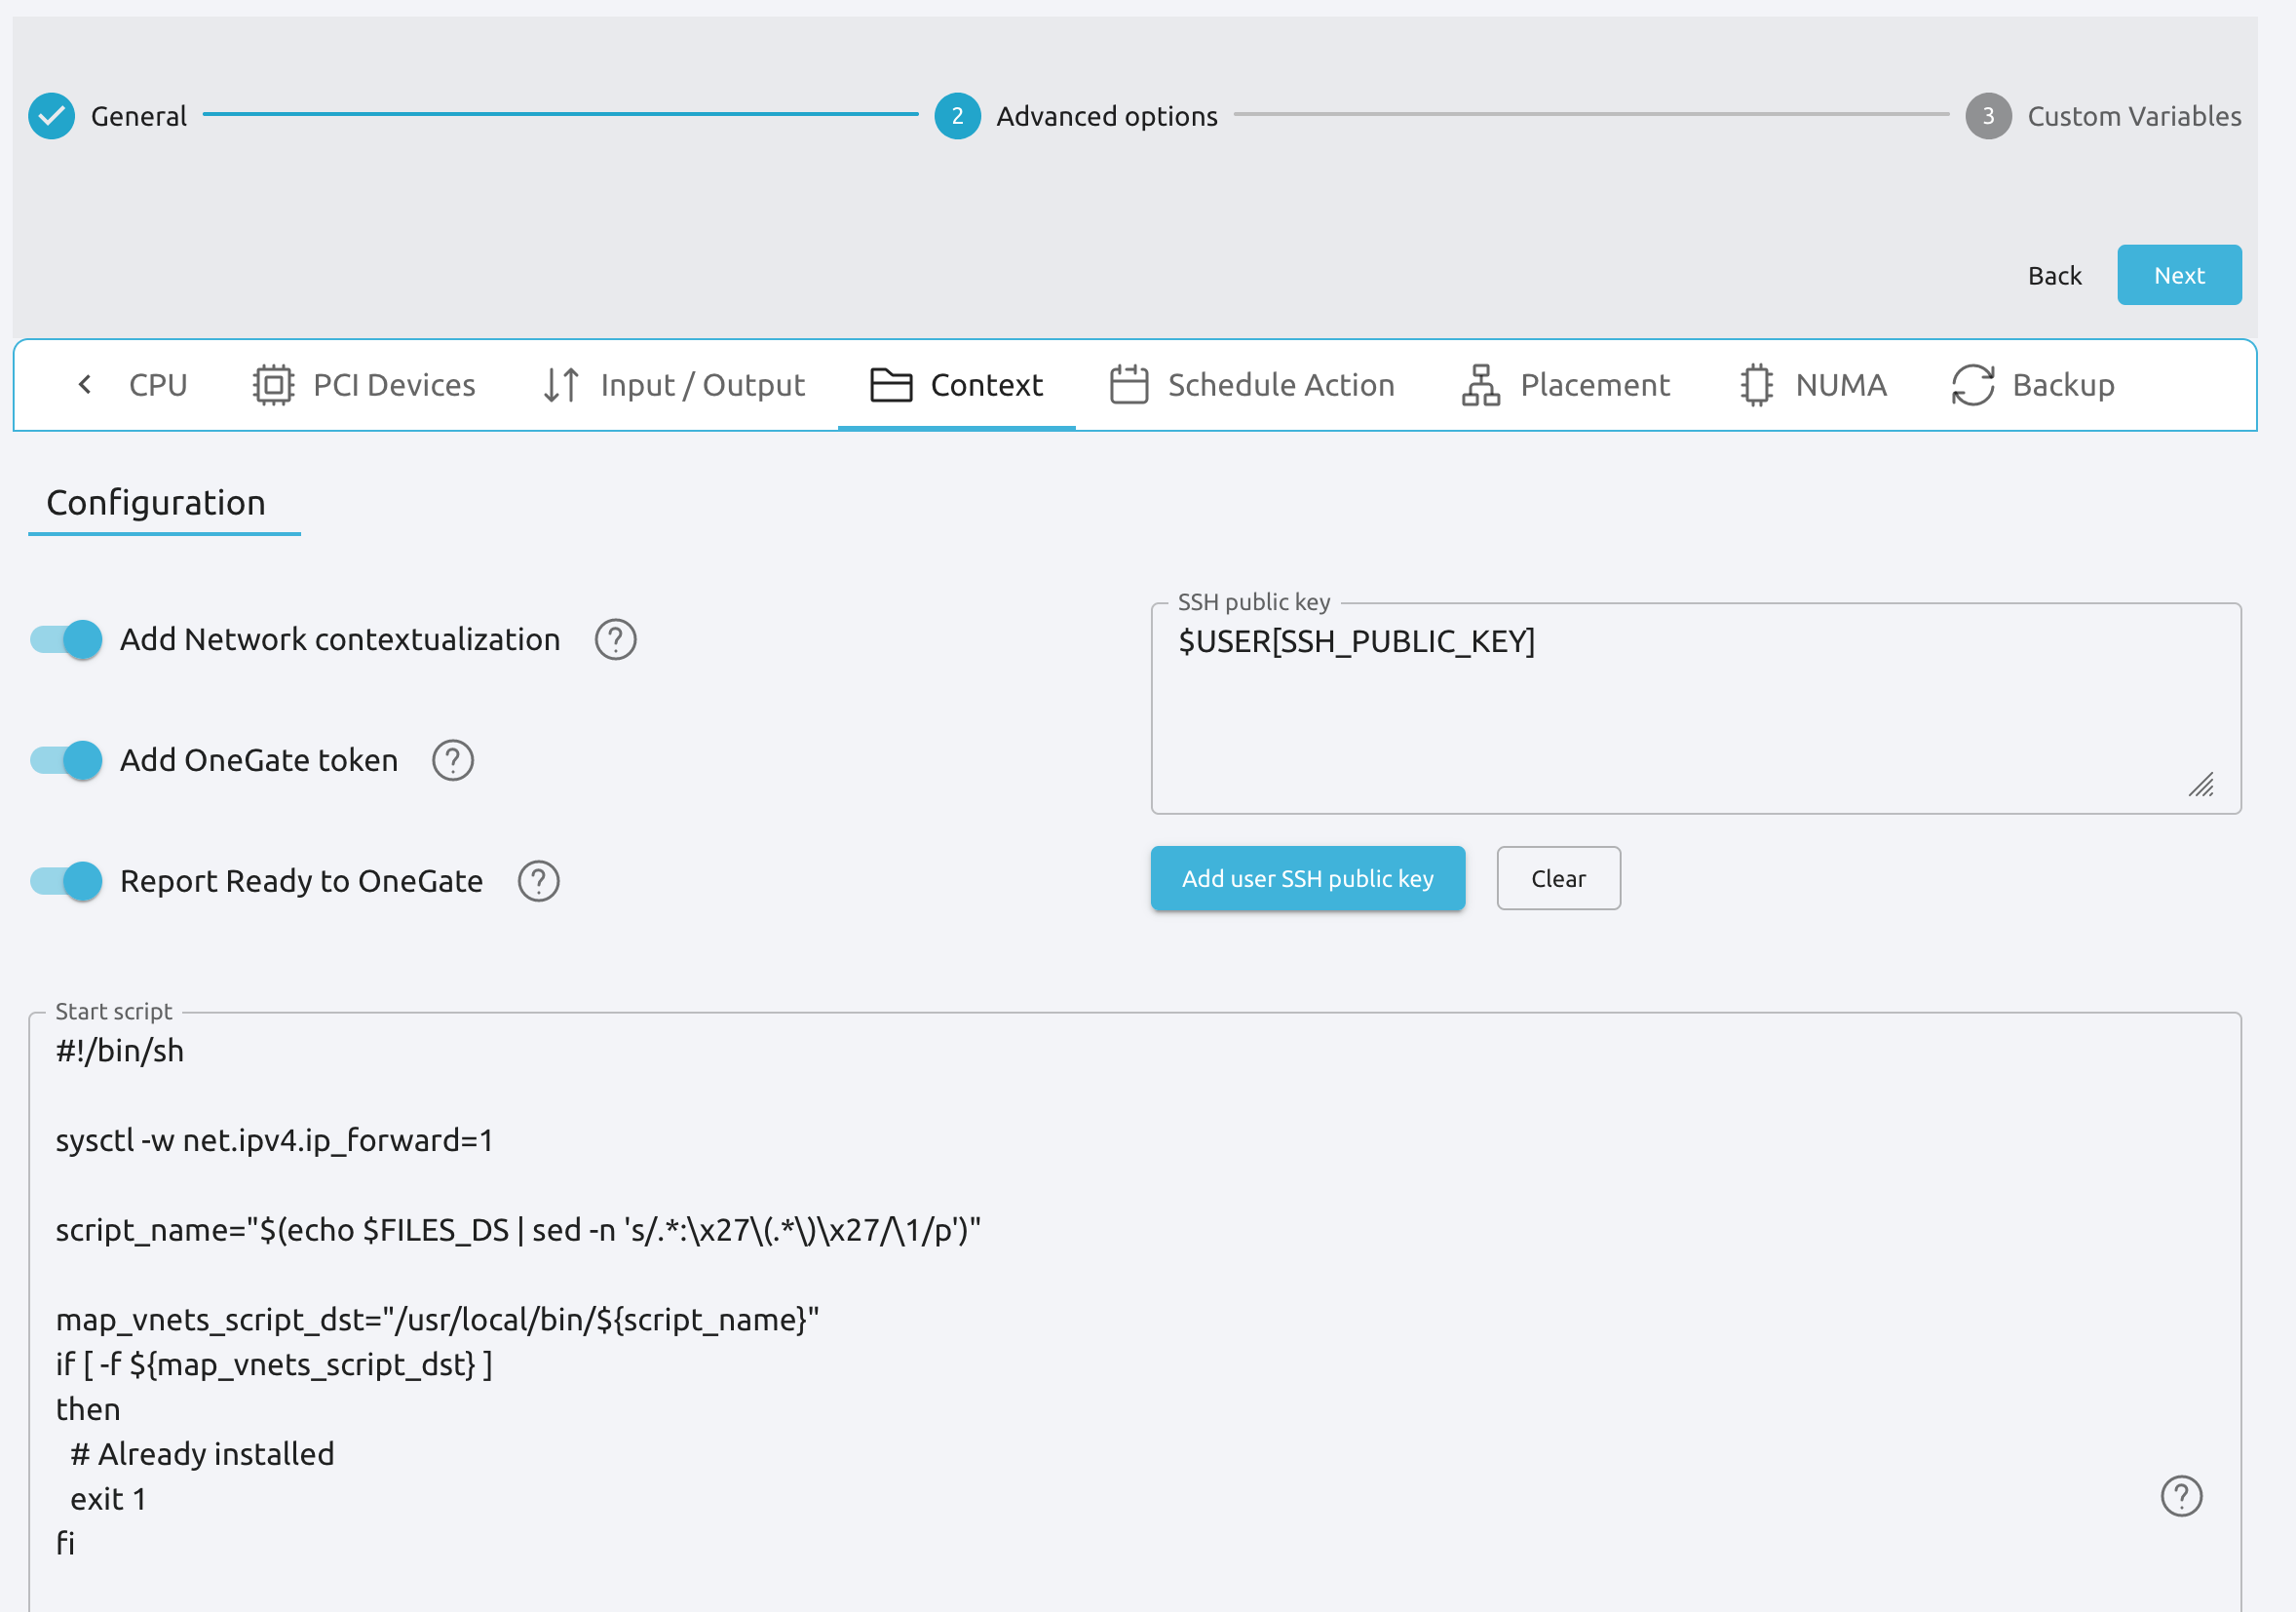 General
2
Advanced options
3
Custom Variables
Back
Next
CPU
PCI Devices
Input / Output
Context
Schedule Action
Placement
NUMA
Backup
Configuration
Add Network contextualization
?
Add OneGate token
?
Report Ready to OneGate
?
SSH public key
$USER[SSH_PUBLIC_KEY]
Add user SSH public key
Clear
Start script
#!/bin/sh
sysctl -w net.ipv4.ip_forward=1
script_name="$(echo $FILES_DS | sed -n 's/.*:\x27\(.*\)\x27/\1/p')"
map_vnets_script_dst="/usr/local/bin/${script_name}"
if [ -f ${map_vnets_script_dst} ]
then
# Already installed
exit 1
?
fi